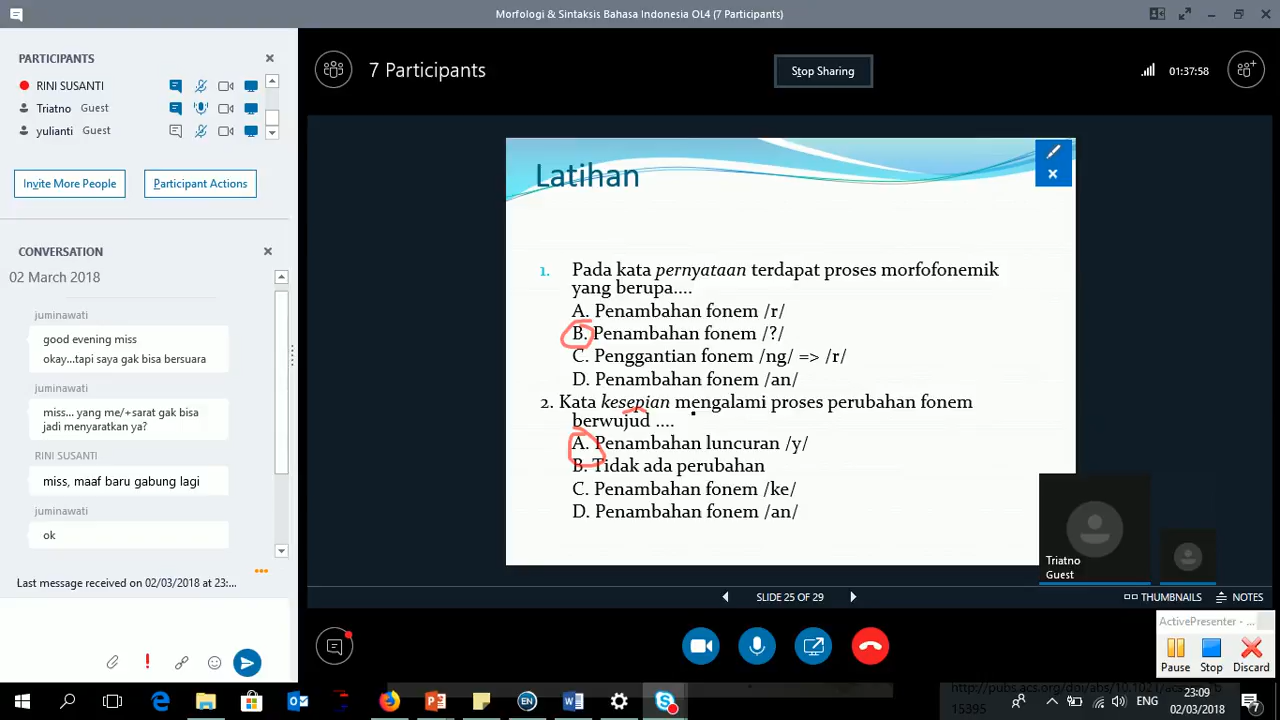 Morfologi & Sintaksis Bahasa Indonesia OL4 (7 Participants)
PARTICIPANTS
RINI SUSANTI
Triatno Guest
yulianti Guest
Invite More People
Participant Actions
CONVERSATION
02 March 2018
juminawati
good evening miss
okay...tapi saya gak bisa bersuara
juminawati
miss... yang me/+sarat gak bisa
jadi menyaratkan ya?
RINI SUSANTI
miss, maaf baru gabung lagi
juminawati
ok
Last message received on 02/03/2018 at 23:...
7 Participants
Stop Sharing
01:37:58
Latihan
1. Pada kata pernyataan terdapat proses morfofonemik
yang berupa....
A. Penambahan fonem /r/
B. Penambahan fonem /?/
C. Penggantian fonem /ng/ => /r/
D. Penambahan fonem /an/
2. Kata kesepian mengalami proses perubahan fonem
berwujud ....
A. Penambahan luncuran /y/
B. Tidak ada perubahan
C. Penambahan fonem /ke/
D. Penambahan fonem /an/
Triatno
Guest
SLIDE 25 OF 29
THUMBNAILS
NOTES
ActivePresenter - ...
Pause
Stop
Discard
15395
ENG
23:09
02/03/2018
7